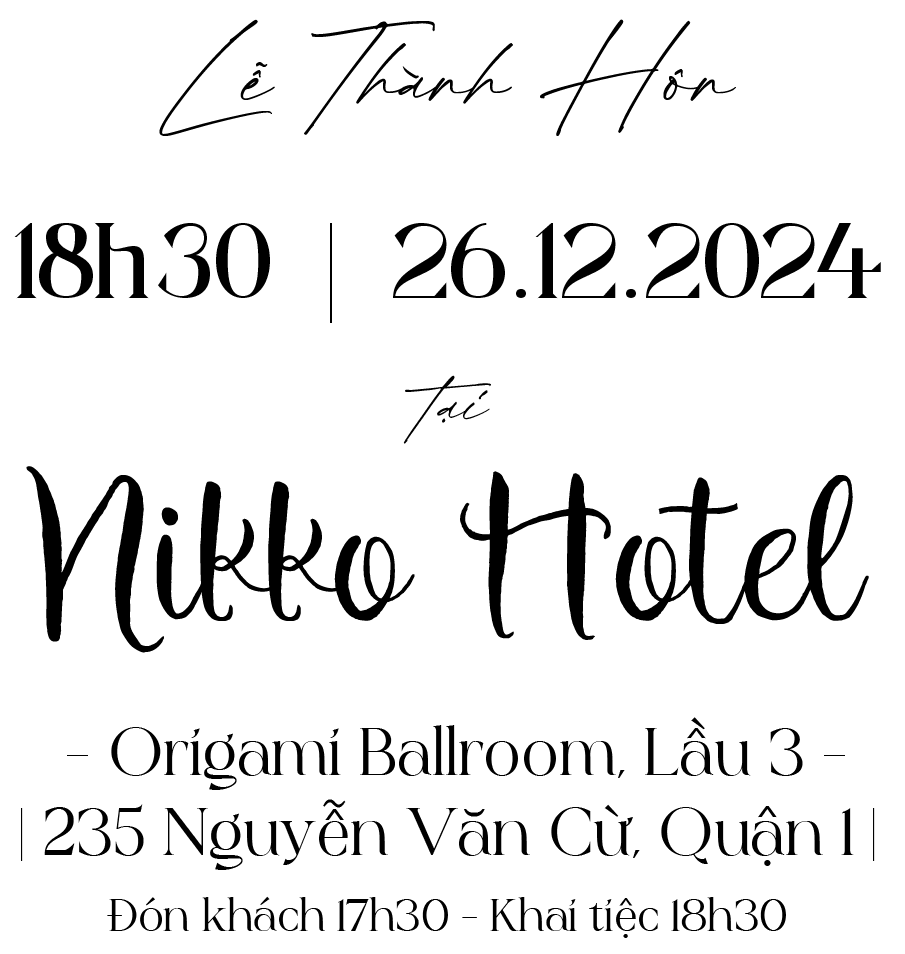 Lễ Thành Hôn
18h30 | 26.12.2024
tại
Nikko Hotel
- Origami Ballroom, Lầu 3 -
| 235 Nguyễn Văn Cừ, Quận 1 |
Đón khách 17h30 - Khai tiệc 18h30